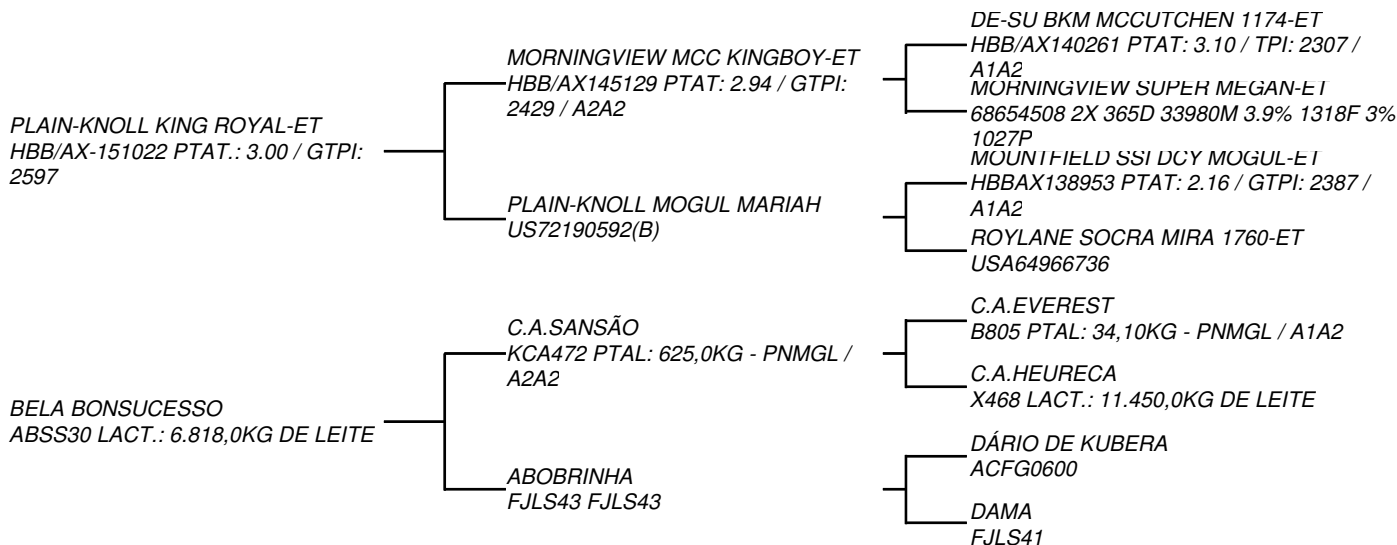 PLAIN-KNOLL KING ROYAL-ET
HBB/AX-151022 PTAT.: 3.00 / GTPI:
2597
BELA BONSUCESSO
ABSS30 LACT.: 6.818,0KG DE LEITE
MORNINGVIEW MCC KINGBOY-ET
HBB/AX145129 PTAT: 2.94 / GTPI:
2429 / A2A2
PLAIN-KNOLL MOGUL MARIAH
US72190592(B)
C.A.SANSÃO
KCA472 PTAL: 625,0KG - PNMGL /
A2A2
ABOBRINHA
FJLS43 FJLS43
DE-SU BKM MCCUTCHEN 1174-ET
HBB/AX140261 PTAT: 3.10 / TPI: 2307 /
A1A2
MORNINGVIEW SUPER MEGAN-ET
68654508 2X 365D 33980M 3.9% 1318F 3%
1027P
MOUNTFIELD SSI DCY MOGUL-ET
HBBAX138953 PTAT: 2.16 / GTPI: 2387 /
A1A2
ROYLANE SOCRA MIRA 1760-ET
USA64966736
C.A.EVEREST
B805 PTAL: 34,10KG - PNMGL / A1A2
C.A.HEURECA
X468 LACT.: 11.450,0KG DE LEITE
DÁRIO DE KUBERA
ACFG0600
DAMA
FJLS41